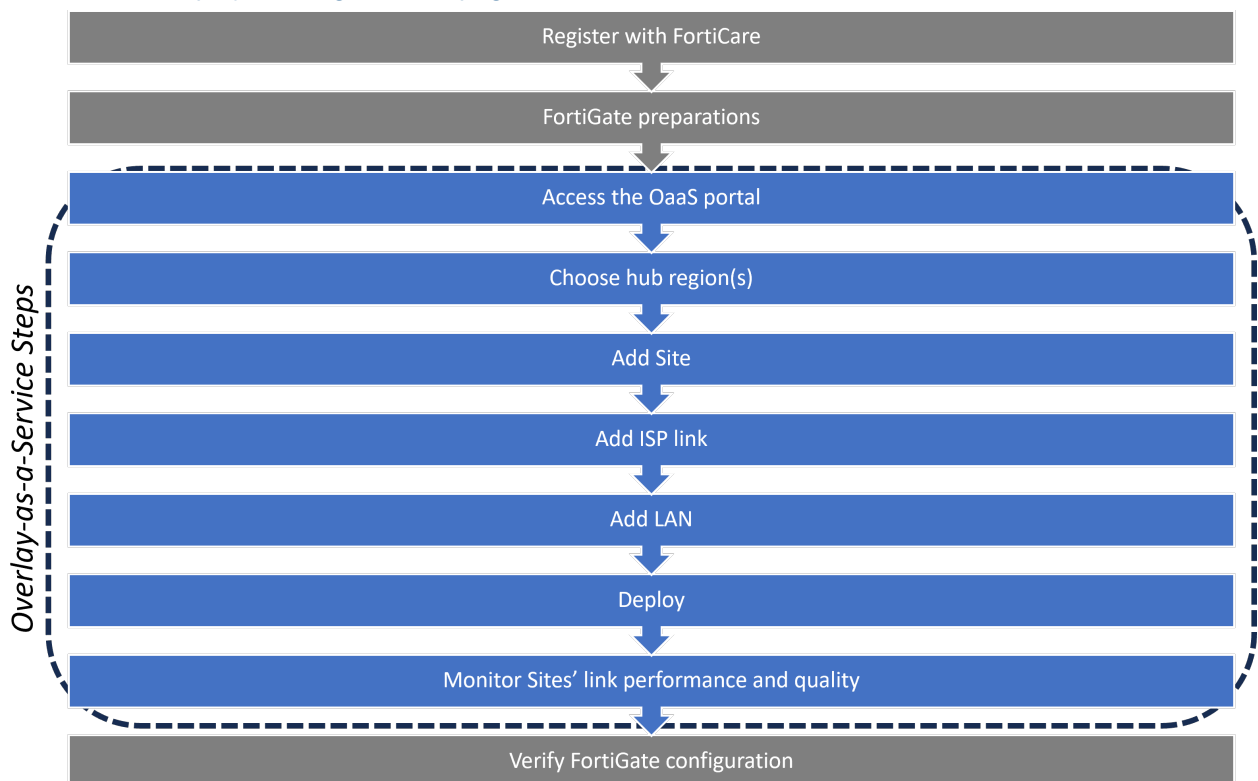 Register with FortiCare
FortiGate preparations
Access the OaaS portal
Choose hub region(s)
Add Site
Add ISP link
Add LAN
Deploy
Monitor Sites’ link performance and quality
Verify FortiGate configuration
Overlay-as-a-Service Steps